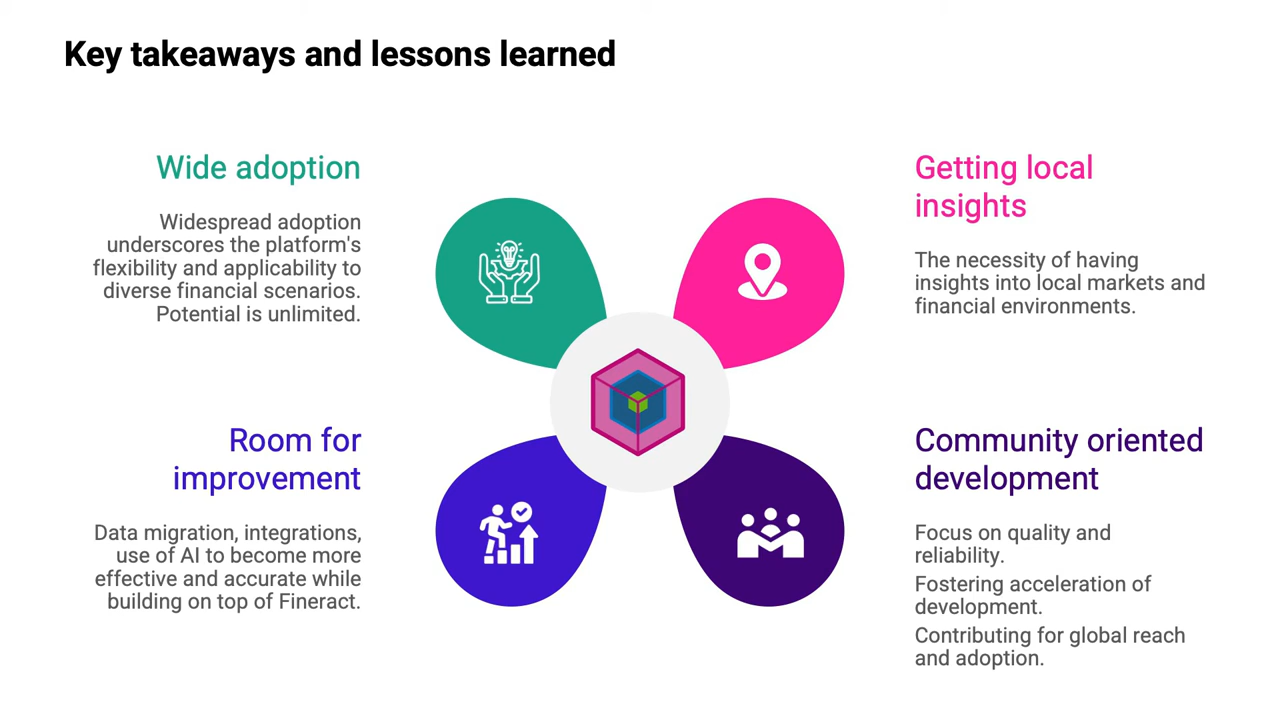 Key takeaways and lessons learned
Wide adoption
Widespread adoption
underscores the platform's
flexibility and applicability to
diverse financial scenarios.
Potential is unlimited.
Getting local
insights
The necessity of having
insights into local markets and
financial environments.
Room for
improvement
Data migration, integrations,
use of AI to become more
effective and accurate while
building on top of Fineract.
Community oriented
development
Focus on quality and
reliability.
Fostering acceleration of
development.
Contributing for global reach
and adoption.